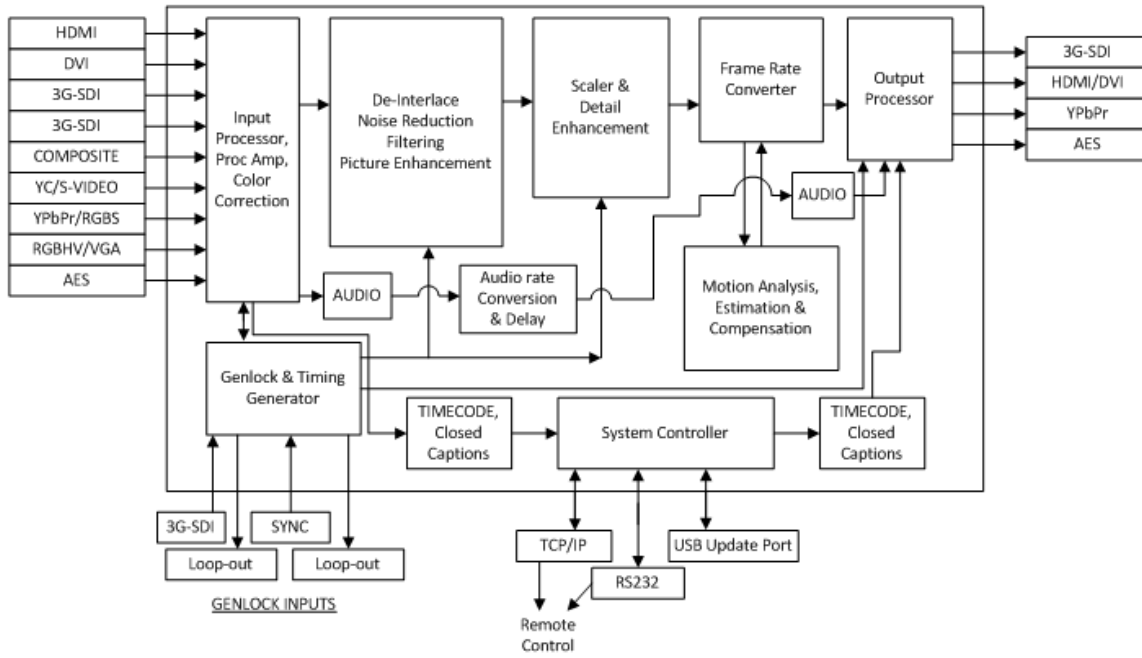 HDMI
DVI
3G-SDI
3G-SDI
COMPOSITE
YC/S-VIDEO
YPbPr/RGBS
RGBHV/VGA
AES
Input
Processor,
Proc Amp,
Color
Correction
De-Interlace
Noise Reduction
Filtering
Picture Enhancement
Scaler &
Detail
Enhancement
Frame Rate
Converter
Output
Processor
3G-SDI
HDMI/DVI
YPbPr
AES
AUDIO
Audio rate
Conversion
& Delay
AUDIO
Motion Analysis,
Estimation &
Compensation
Genlock & Timing
Generator
TIMECODE,
Closed
Captions
System Controller
TIMECODE,
Closed
Captions
3G-SDI
SYNC
Loop-out
Loop-out
GENLOCK INPUTS
TCP/IP
RS232
USB Update Port
Remote
Control